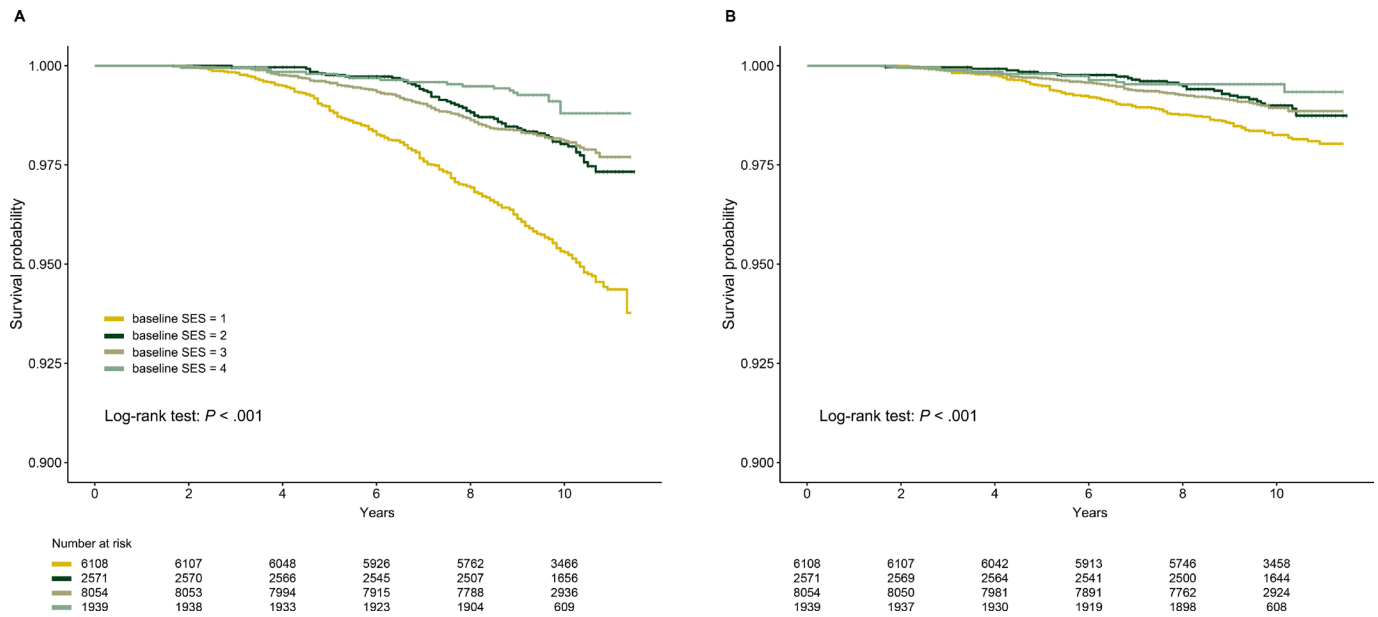 A
B
1.000
0.975
0.950
0.925
0.900
Survival probability
baseline SES = 1
baseline SES = 2
baseline SES = 3
baseline SES = 4
Log-rank test: P < .001
0 2 4 6 8 10
Years
1.000
0.975
0.950
0.925
0.900
Survival probability
Log-rank test: P < .001
0 2 4 6 8 10
Years
Number at risk
6108 6107 6048 5926 5762 3466
2571 2570 2566 2545 2507 1656
8054 8053 7994 7915 7788 2936
1939 1938 1933 1923 1904 609
6108 6107 6042 5913 5746 3458
2571 2569 2564 2541 2500 1644
8054 8050 7981 7891 7762 2924
1939 1937 1930 1919 1898 608